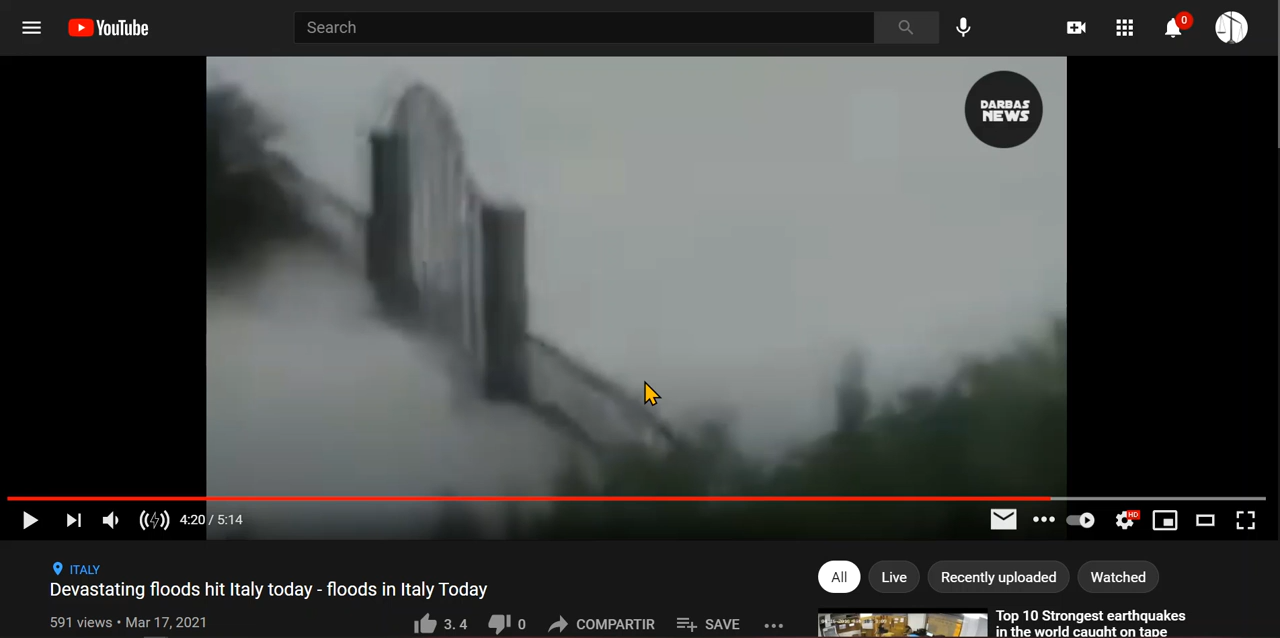 YouTube
Search
0
DARBAS
NEWS
4:20 / 5:14
HD
ITALY
Devastating floods hit Italy today - floods in Italy Today
591 views • Mar 17, 2021
3. 4
0
COMPARTIR
SAVE
All
Live
Recently uploaded
Watched
Top 10 Strongest earthquakes
in the world caught on tape